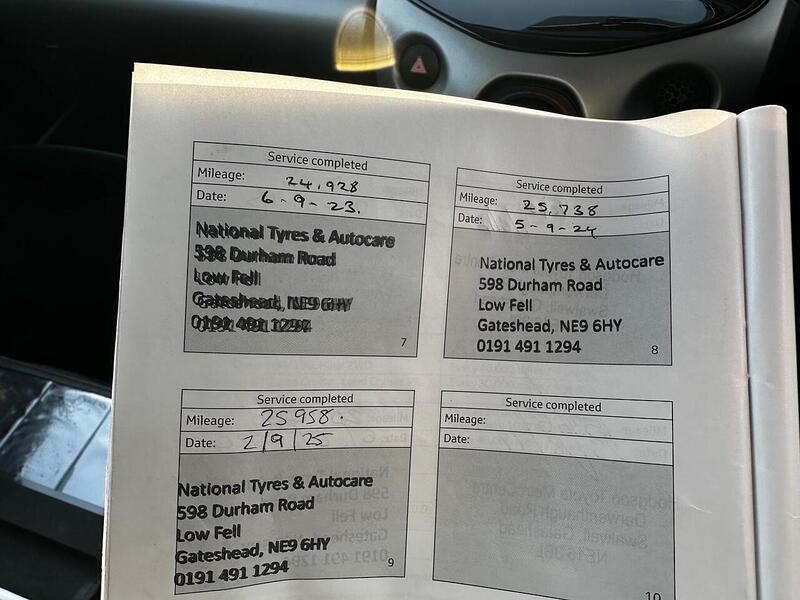 Service completed
Mileage: 24,928
Date: 6-9-23.
National Tyres & Autocare
598 Durham Road
Low Fell
Gateshead, NE9 6HY
0191 491 1294
7
Service completed
Mileage: 25,738
Date: 5-9-24
National Tyres & Autocare
598 Durham Road
Low Fell
Gateshead, NE9 6HY
0191 491 1294
8
Service completed
Mileage: 25958.
Date: 2/9/25
National Tyres & Autocare
598 Durham Road
Low Fell
Gateshead, NE9 6HY
0191 491 1294
9
Service completed
Mileage:
Date:
10